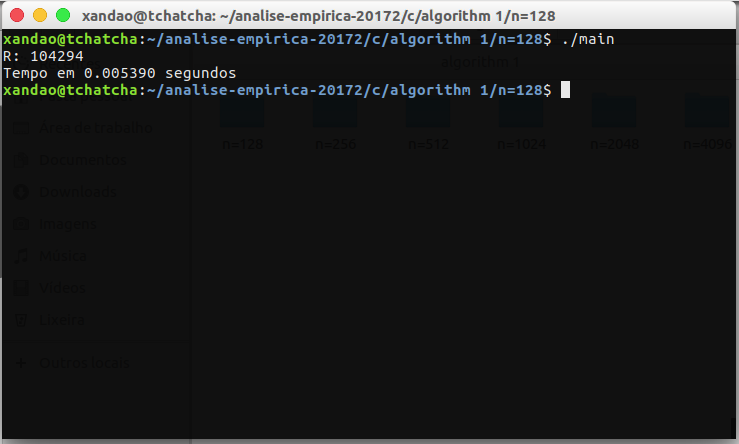 xandao@tchatcha: ~/analise-empirica-20172/c/algorithm 1/n=128
xandao@tchatcha:~/analise-empirica-20172/c/algorithm 1/n=128$ ./main
R: 104294
Tempo em 0.005390 segundos
xandao@tchatcha:~/analise-empirica-20172/c/algorithm 1/n=128$
algorithm 1
Pasta pessoal
Área de trabalho
Documentos
Downloads
Imagens
Música
Vídeos
Lixeira
Outros locais
n=128
n=256
n=512
n=1024
n=2048
n=4096